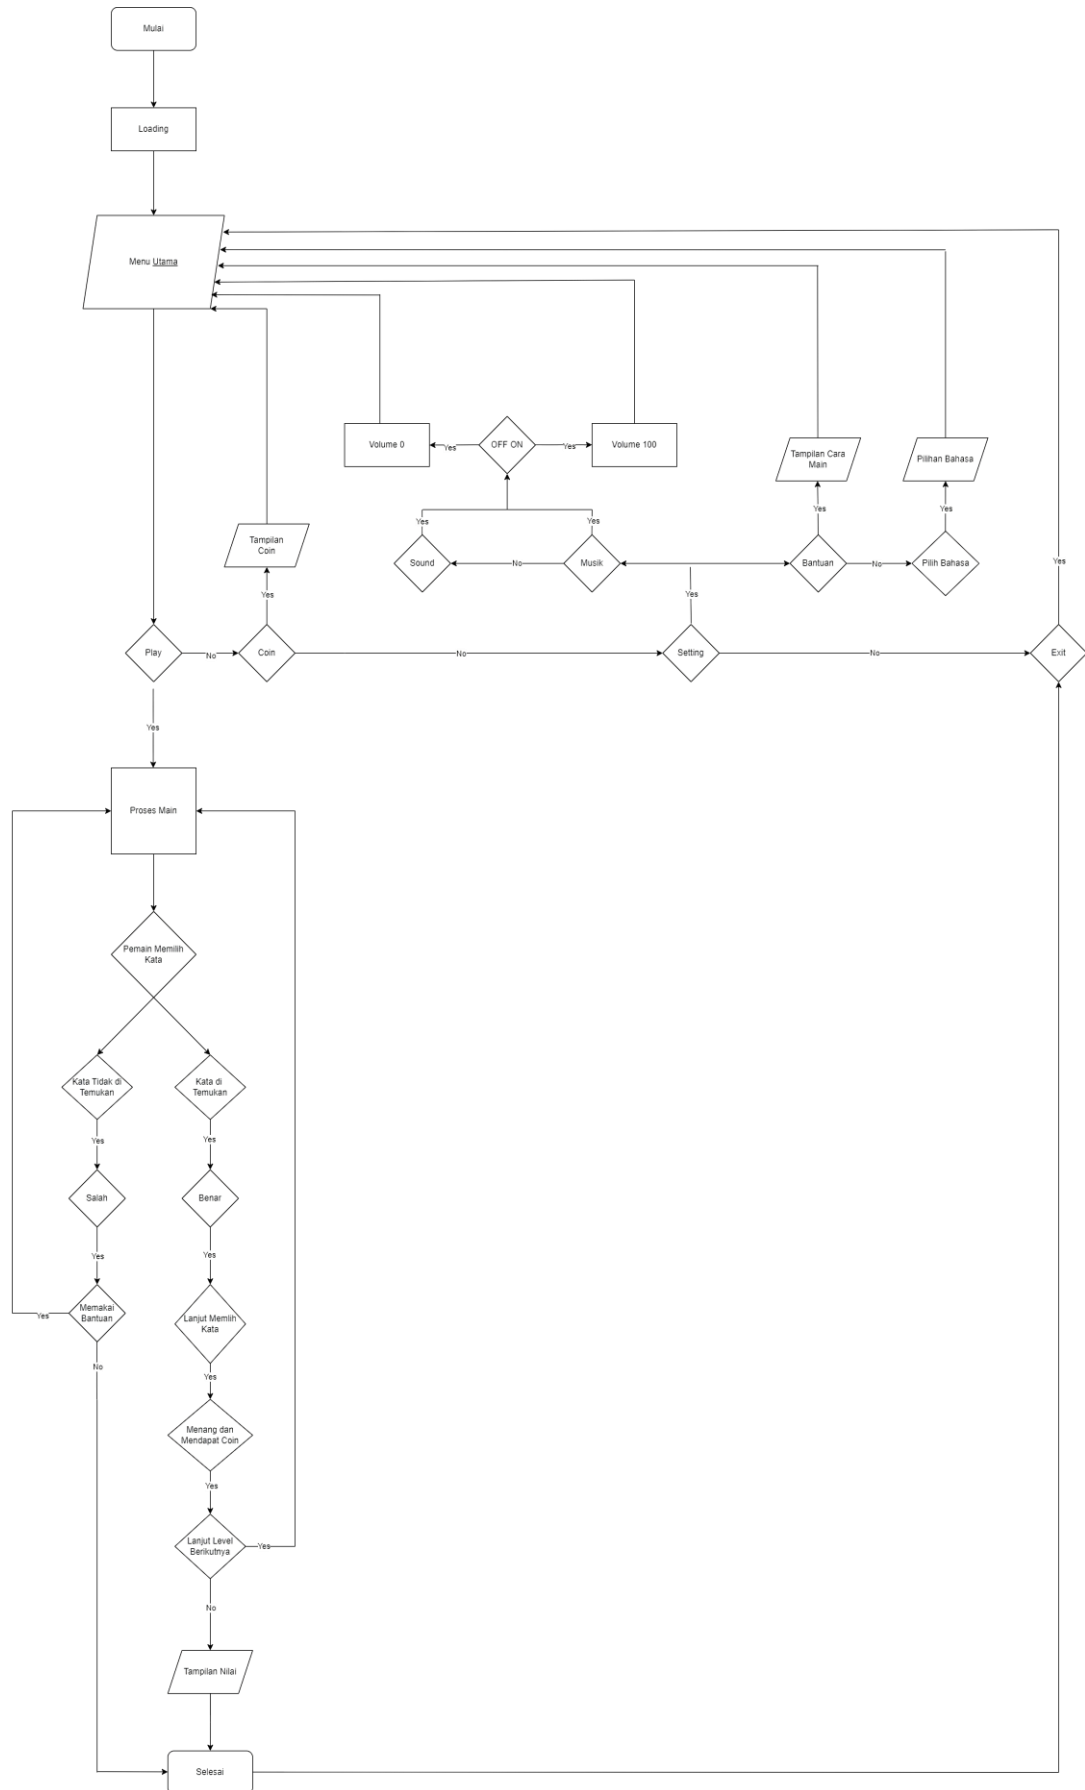 Mulai
Loading
Menu Utama
Volume 0
Yes
OFF ON
Yes
Volume 100
Tampilan Cara
Main
Pilihan Bahasa
Tampilan
Coin
Yes
Yes
Yes
Yes
Sound
No
Musik
Bantuan
No
Pilih Bahasa
Yes
Yes
Yes
Play
No
Coin
No
Setting
No
Exit
Yes
Proses Main
Pemain Memilih
Kata
Kata Tidak di
Temukan
Kata di
Temukan
Yes
Yes
Salah
Benar
Yes
Yes
Yes
Memakai
Bantuan
Lanjut Memlih
Kata
No
Yes
Menang dan
Mendapat Coin
Yes
Lanjut Level
Berikutnya
Yes
No
Tampilan Nilai
Selesai